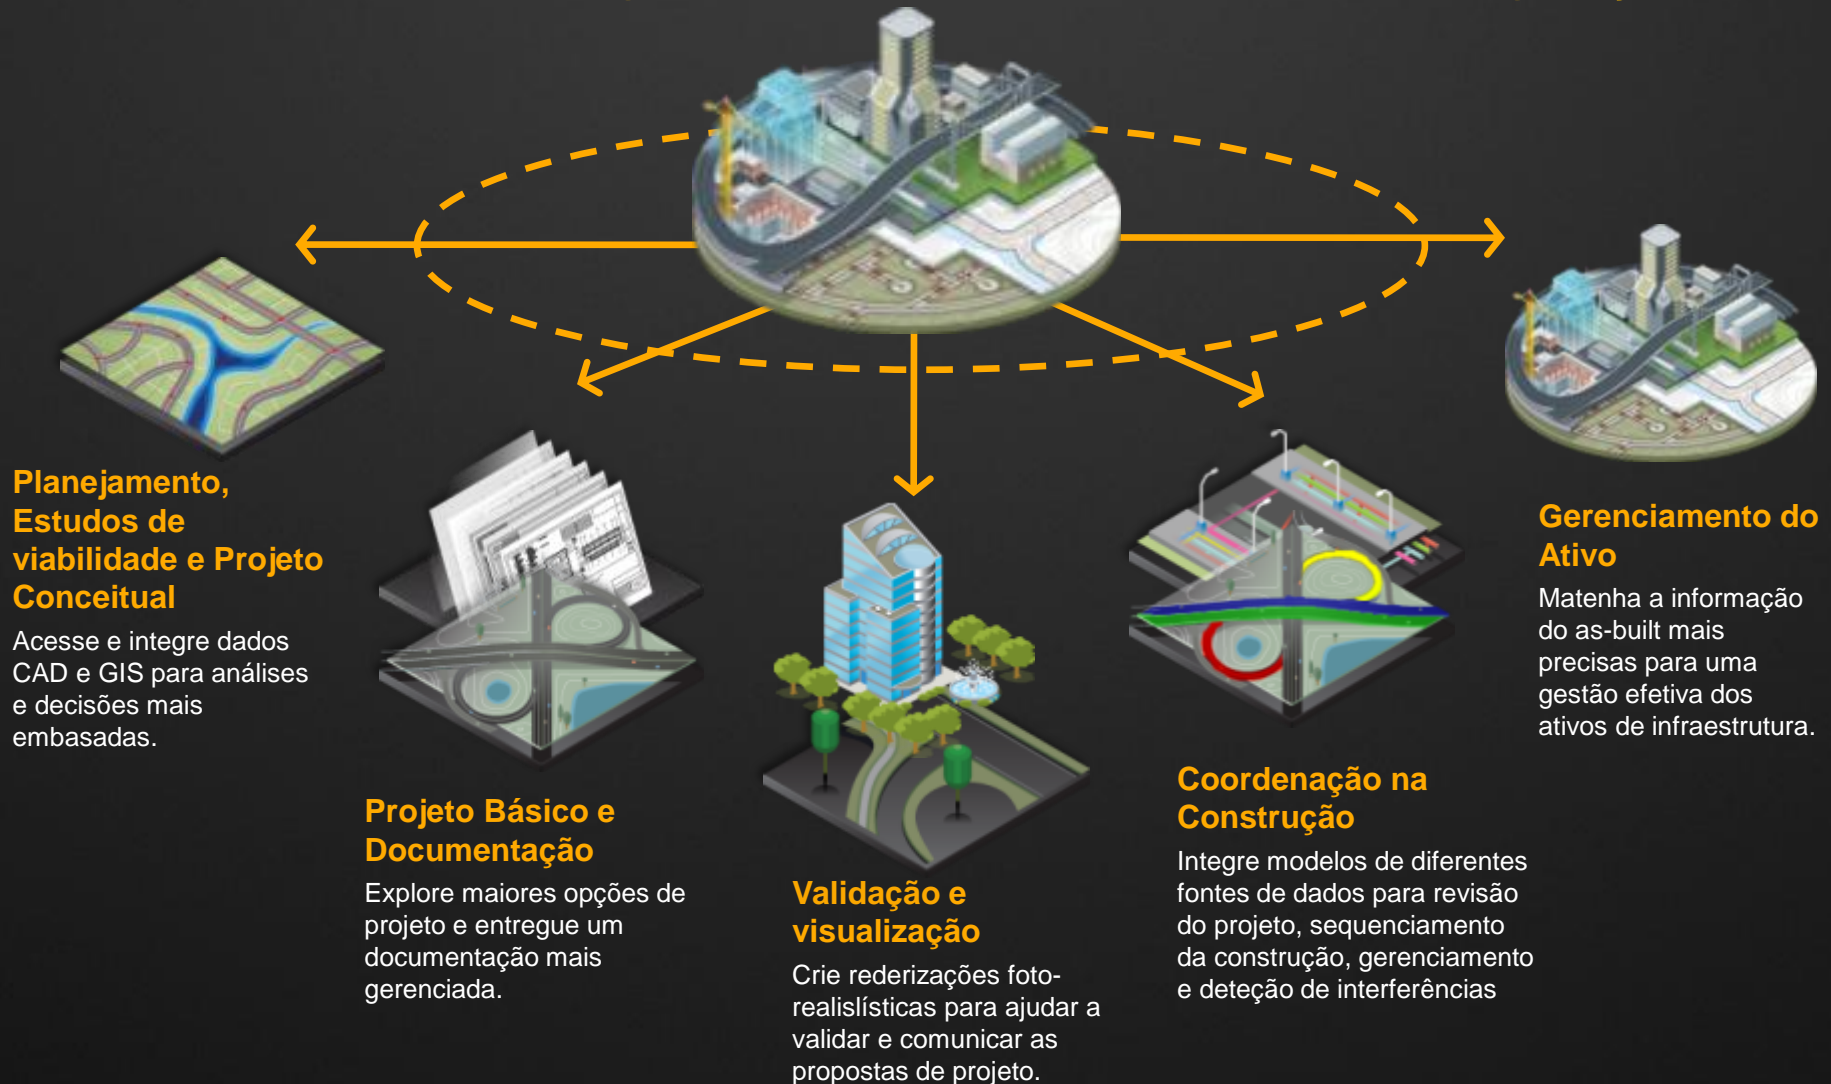 Planejamento,
Estudos de
viabilidade e Projeto
Conceitual
Acesse e integre dados
CAD e GIS para análises
e decisões mais
embasadas.
Projeto Básico e
Documentação
Explore maiores opções de
projeto e entregue um
documentação mais
gerenciada.
Validação e
visualização
Crie rederizações foto-
realislísticas para ajudar a
validar e comunicar as
propostas de projeto.
Coordenação na
Construção
Integre modelos de diferentes
fontes de dados para revisão
do projeto, sequenciamento
da construção, gerenciamento
e deteção de interferências
Gerenciamento do
Ativo
Matenha a informação
do as-built mais
precisas para uma
gestão efetiva dos
ativos de infraestrutura.